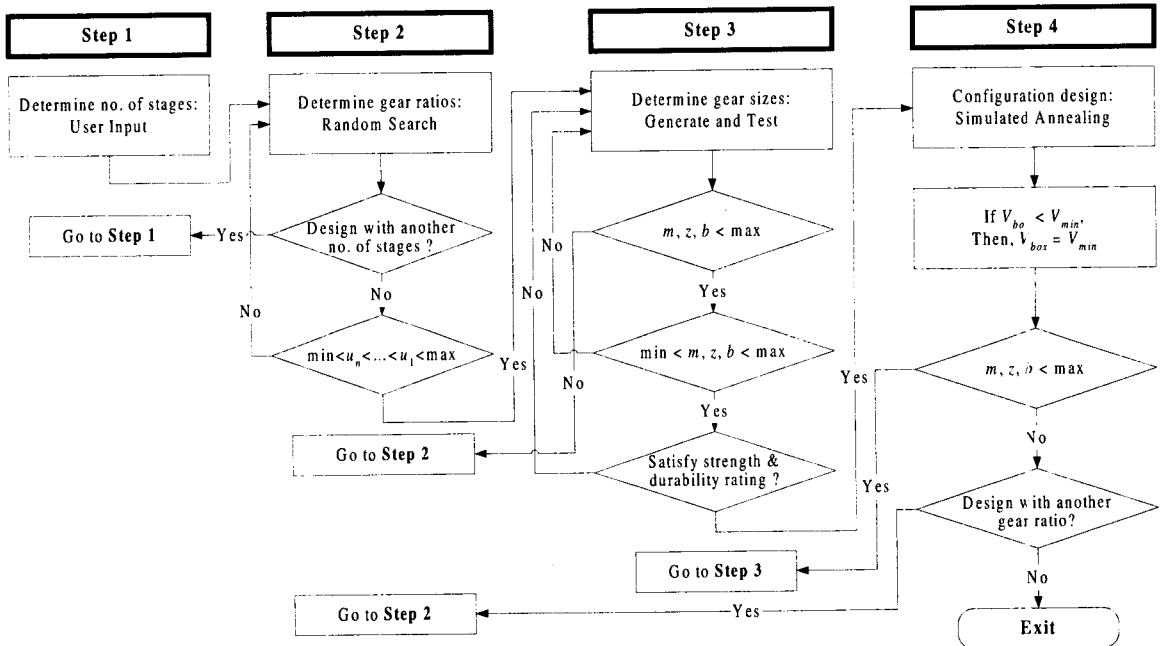 Step 1
Determine no. of stages:
User Input
Go to Step 1
Step 2
Determine gear ratios:
Random Search
Design with another
no. of stages ?
Yes
No
No
min<u_n<...<u_1<max
Yes
Go to Step 2
Step 3
Determine gear sizes:
Generate and Test
m, z, b < max
No
No
No
Yes
min < m, z, b < max
Yes
Satisfy strength &
durability rating ?
Yes
Go to Step 3
Step 4
Configuration design:
Simulated Annealing
If V_bo < V_min,
Then, V_box = V_min
m, z, b < max
Yes
No
Design with another
gear ratio?
No
Yes
Go to Step 2
Exit